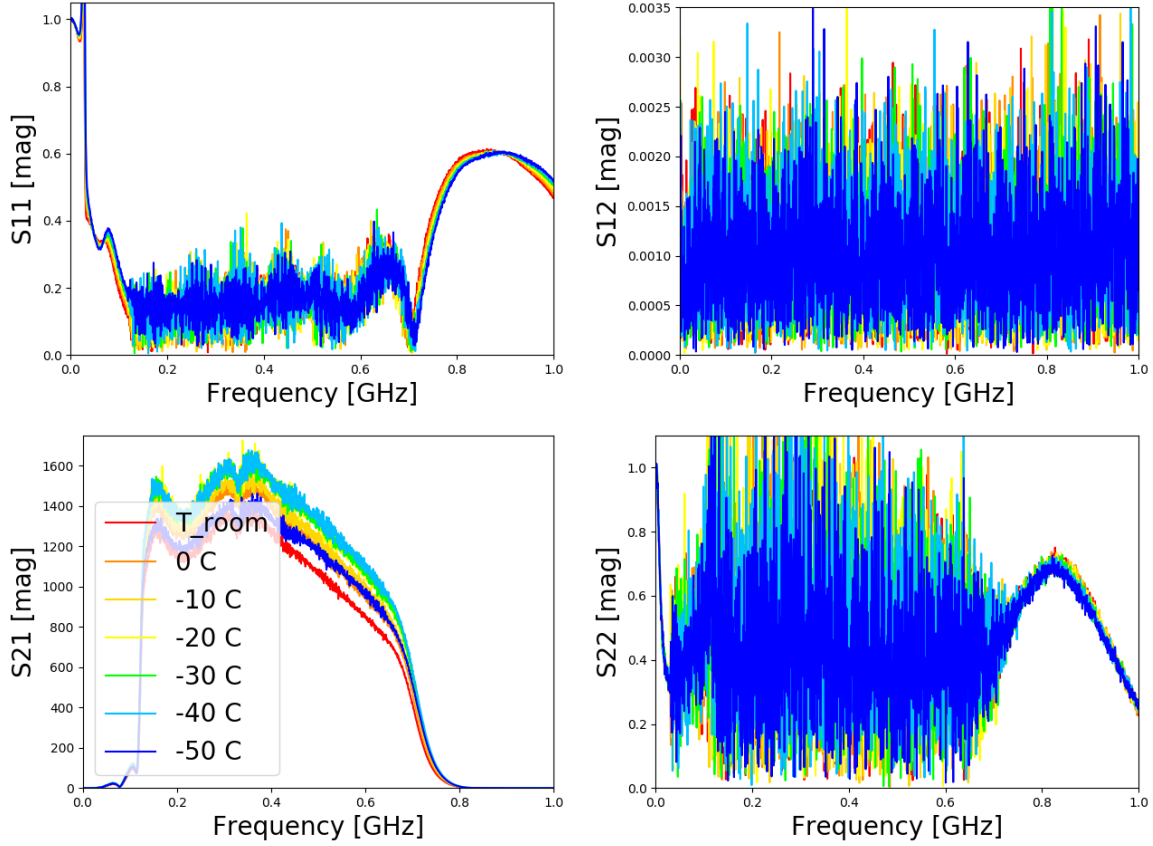 S11 [mag]
1.0
0.8
0.6
0.4
0.2
0.0
0.0 0.2 0.4 0.6 0.8 1.0
Frequency [GHz]
S12 [mag]
0.0035
0.0030
0.0025
0.0020
0.0015
0.0010
0.0005
0.0000
0.0 0.2 0.4 0.6 0.8 1.0
Frequency [GHz]
S21 [mag]
1600
1400
1200
1000
800
600
400
200
0
T_room
0 C
-10 C
-20 C
-30 C
-40 C
-50 C
0.0 0.2 0.4 0.6 0.8 1.0
Frequency [GHz]
S22 [mag]
1.0
0.8
0.6
0.4
0.2
0.0
0.0 0.2 0.4 0.6 0.8 1.0
Frequency [GHz]